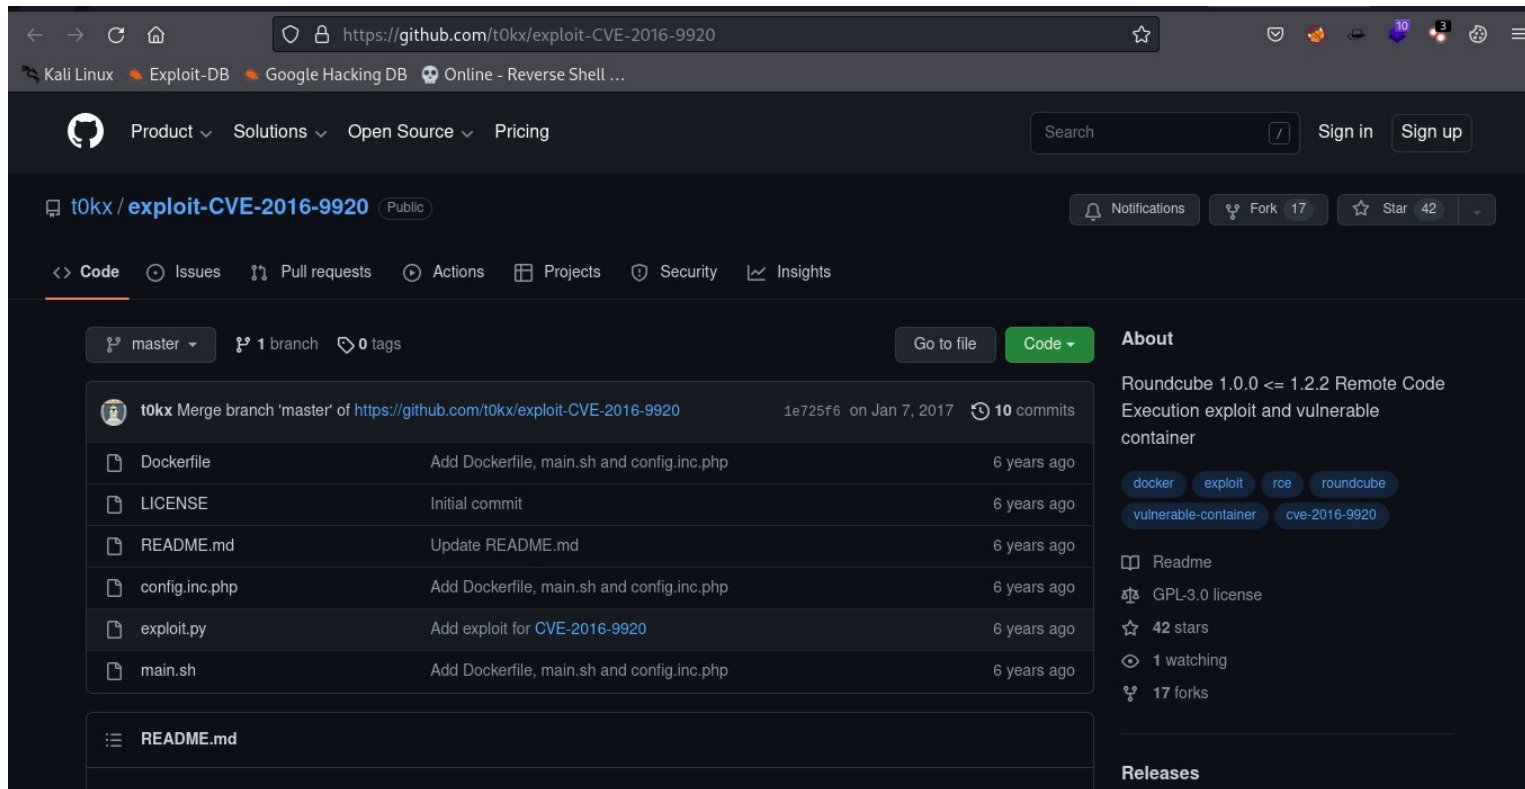 https://github.com/t0kx/exploit-CVE-2016-9920
10
3
Kali Linux Exploit-DB Google Hacking DB Online - Reverse Shell ...
Product Solutions Open Source Pricing
Search /
Sign in Sign up
t0kx / exploit-CVE-2016-9920 Public
Notifications Fork 17 Star 42
<> Code Issues Pull requests Actions Projects Security Insights
master 1 branch 0 tags Go to file Code
t0kx Merge branch 'master' of https://github.com/t0kx/exploit-CVE-2016-9920 1e725f6 on Jan 7, 2017 10 commits
Dockerfile Add Dockerfile, main.sh and config.inc.php 6 years ago
LICENSE Initial commit 6 years ago
README.md Update README.md 6 years ago
config.inc.php Add Dockerfile, main.sh and config.inc.php 6 years ago
exploit.py Add exploit for CVE-2016-9920 6 years ago
main.sh Add Dockerfile, main.sh and config.inc.php 6 years ago
README.md
About
Roundcube 1.0.0 <= 1.2.2 Remote Code
Execution exploit and vulnerable
container
docker exploit rce roundcube
vulnerable-container cve-2016-9920
Readme
GPL-3.0 license
42 stars
1 watching
17 forks
Releases